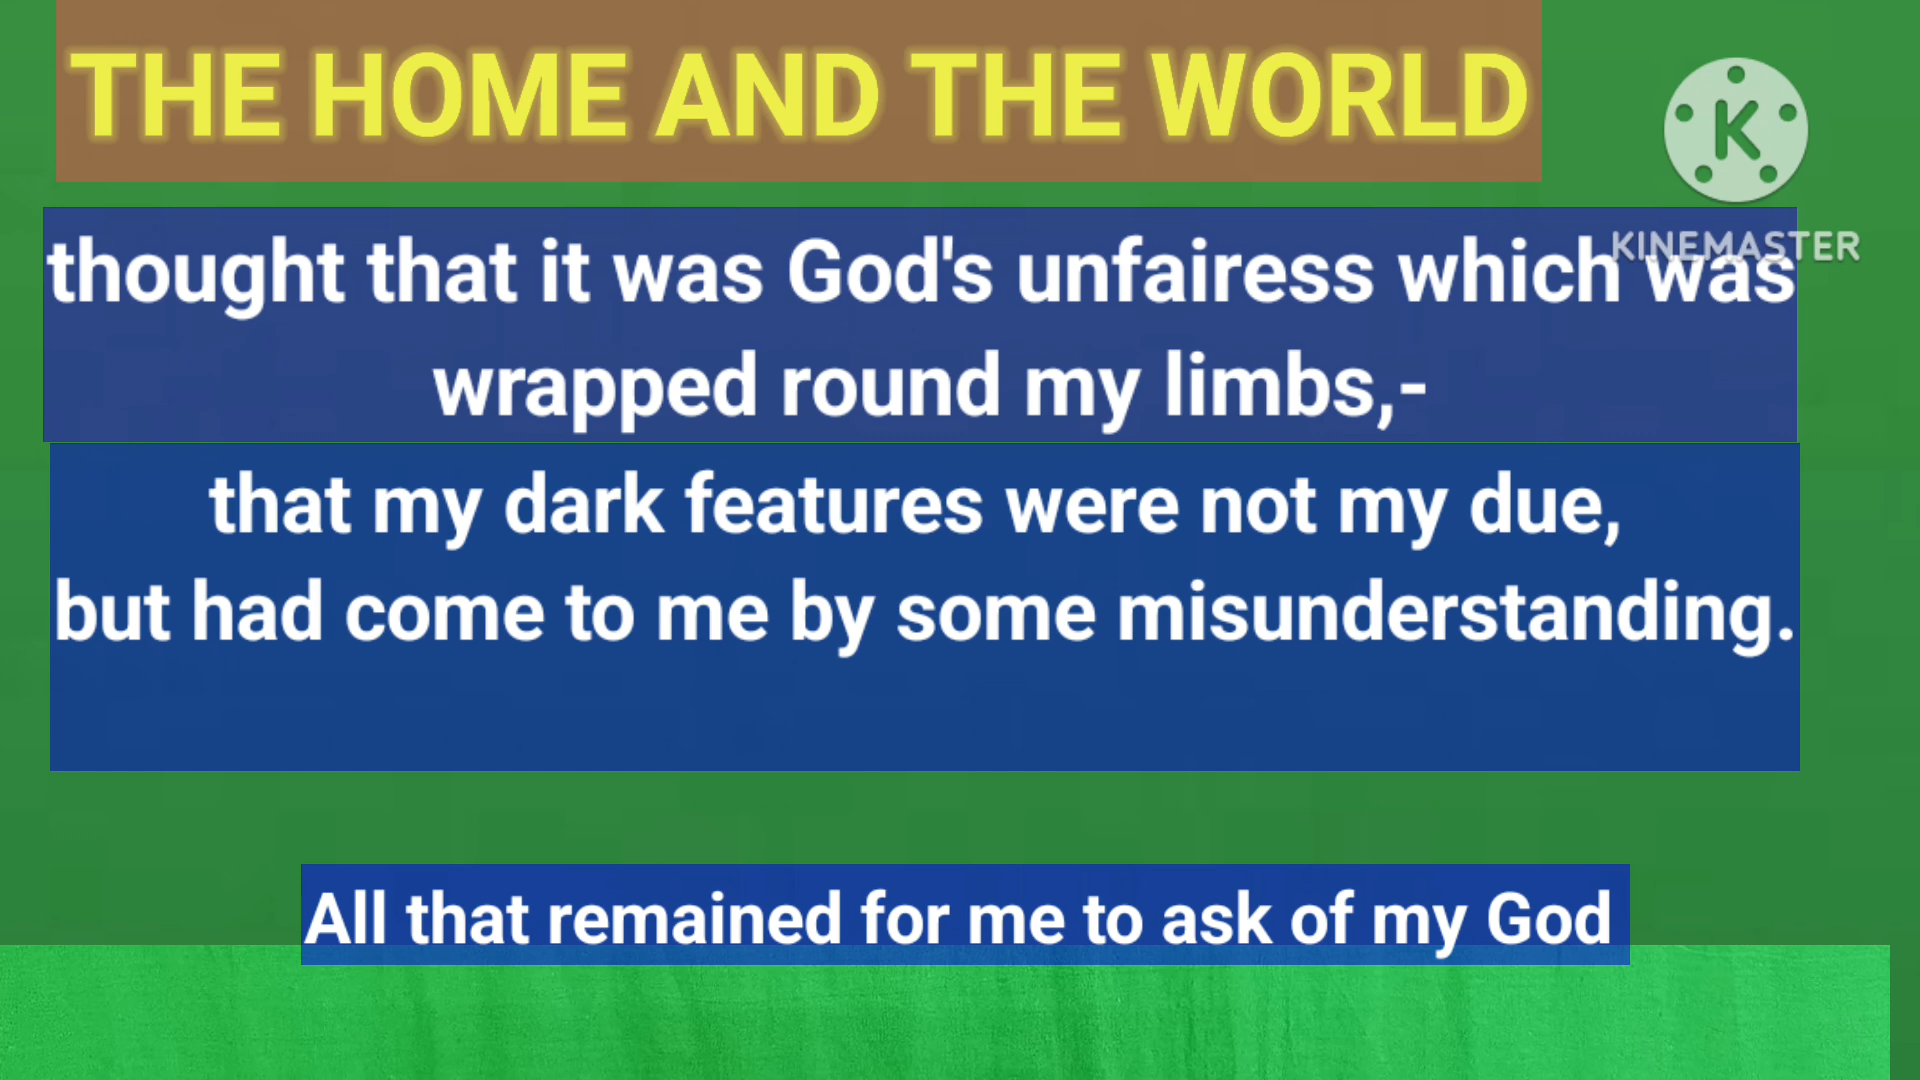 THE HOME AND THE WORLD
K
KINEMASTER
thought that it was God's unfairess which was
wrapped round my limbs,-
that my dark features were not my due,
but had come to me by some misunderstanding.
All that remained for me to ask of my God